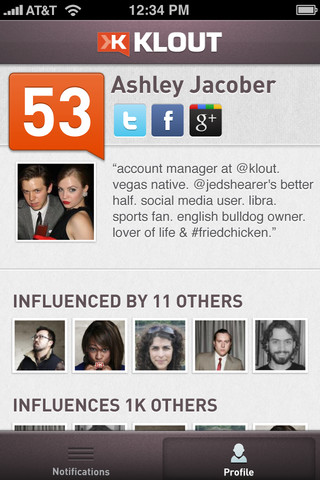 AT&T 12:34 PM
KLOUT
53
Ashley Jacober
t f g+
“account manager at @klout.
vegas native. @jedshearer's better
half. social media user. libra.
sports fan. english bulldog owner.
lover of life & #friedchicken.”
INFLUENCED BY 11 OTHERS
INFLUENCES 1K OTHERS
Notifications Profile